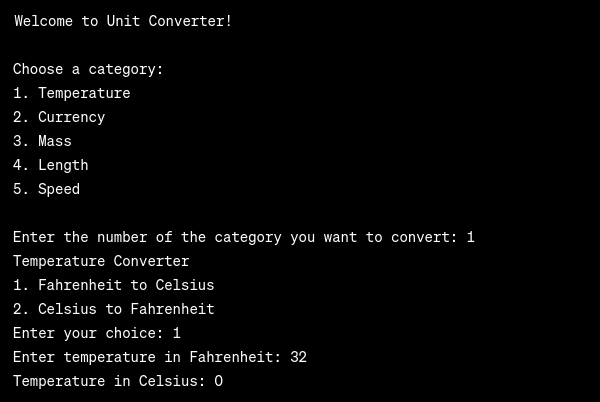 Welcome to Unit Converter!
Choose a category:
1. Temperature
2. Currency
3. Mass
4. Length
5. Speed
Enter the number of the category you want to convert: 1
Temperature Converter
1. Fahrenheit to Celsius
2. Celsius to Fahrenheit
Enter your choice: 1
Enter temperature in Fahrenheit: 32
Temperature in Celsius: 0